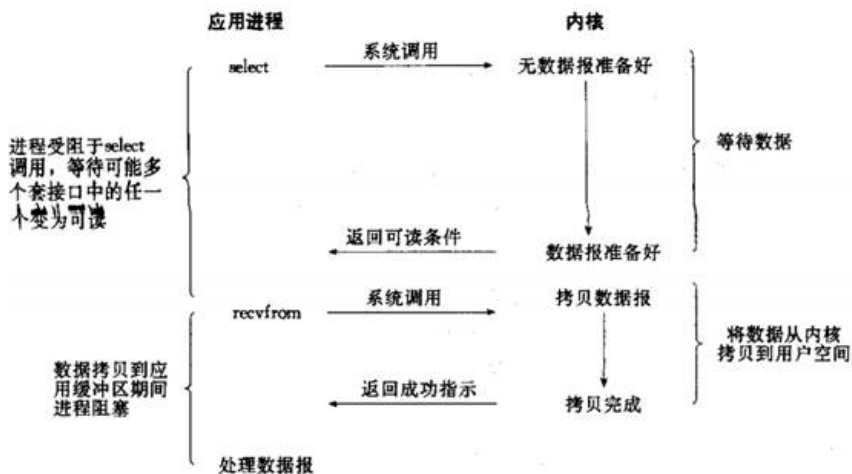 应用进程
内核
select
系统调用
无数据报准备好
进程受阻于select
调用，等待可能多
个套接口中的任一
个变为可读
等待数据
返回可读条件
数据报准备好
recvfrom
系统调用
拷贝数据报
数据拷贝到应
用缓冲区期间
进程阻塞
将数据从内核
拷贝到用户空间
返回成功指示
拷贝完成
处理数据报